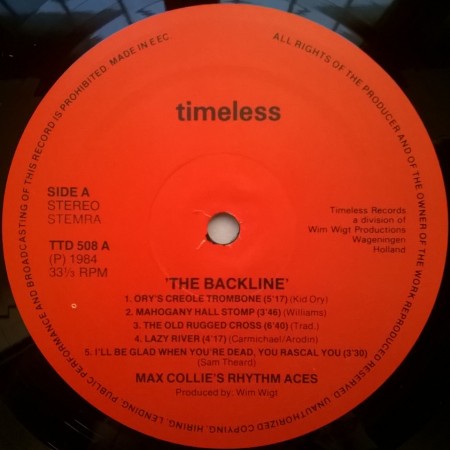 ALL RIGHTS OF THE PRODUCER AND OF THE OWNER OF THE WORK REPRODUCED RESERVED. UNAUTHORIZED COPYING, HIRING, LENDING, PUBLIC PERFORMANCE AND BROADCASTING OF THIS RECORD IS PROHIBITED. MADE IN E.E.C.
timeless
SIDE A
STEREO
STEMRA
TTD 508 A
(P) 1984
33⅓ RPM
Timeless Records
a division of
Wim Wigt Productions
Wageningen
Holland
'THE BACKLINE'
1. ORY'S CREOLE TROMBONE (5'17) (Kid Ory)
2. MAHOGANY HALL STOMP (3'46) (Williams)
3. THE OLD RUGGED CROSS (6'40) (Trad.)
4. LAZY RIVER (4'17) (Carmichael/Arodin)
5. I'LL BE GLAD WHEN YOU'RE DEAD, YOU RASCAL YOU (3'30)
(Sam Theard)
MAX COLLIE'S RHYTHM ACES
Produced by: Wim Wigt